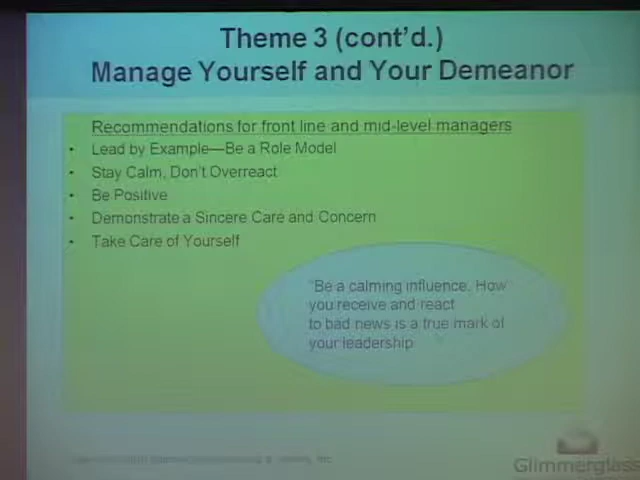 Theme 3 (cont'd.)
Manage Yourself and Your Demeanor
Recommendations for front line and mid-level managers
• Lead by Example—Be a Role Model
• Stay Calm, Don't Overreact
• Be Positive
• Demonstrate a Sincere Care and Concern
• Take Care of Yourself
"Be a calming influence. How
you receive and react
to bad news is a true mark of
your leadership
Glimmerglass